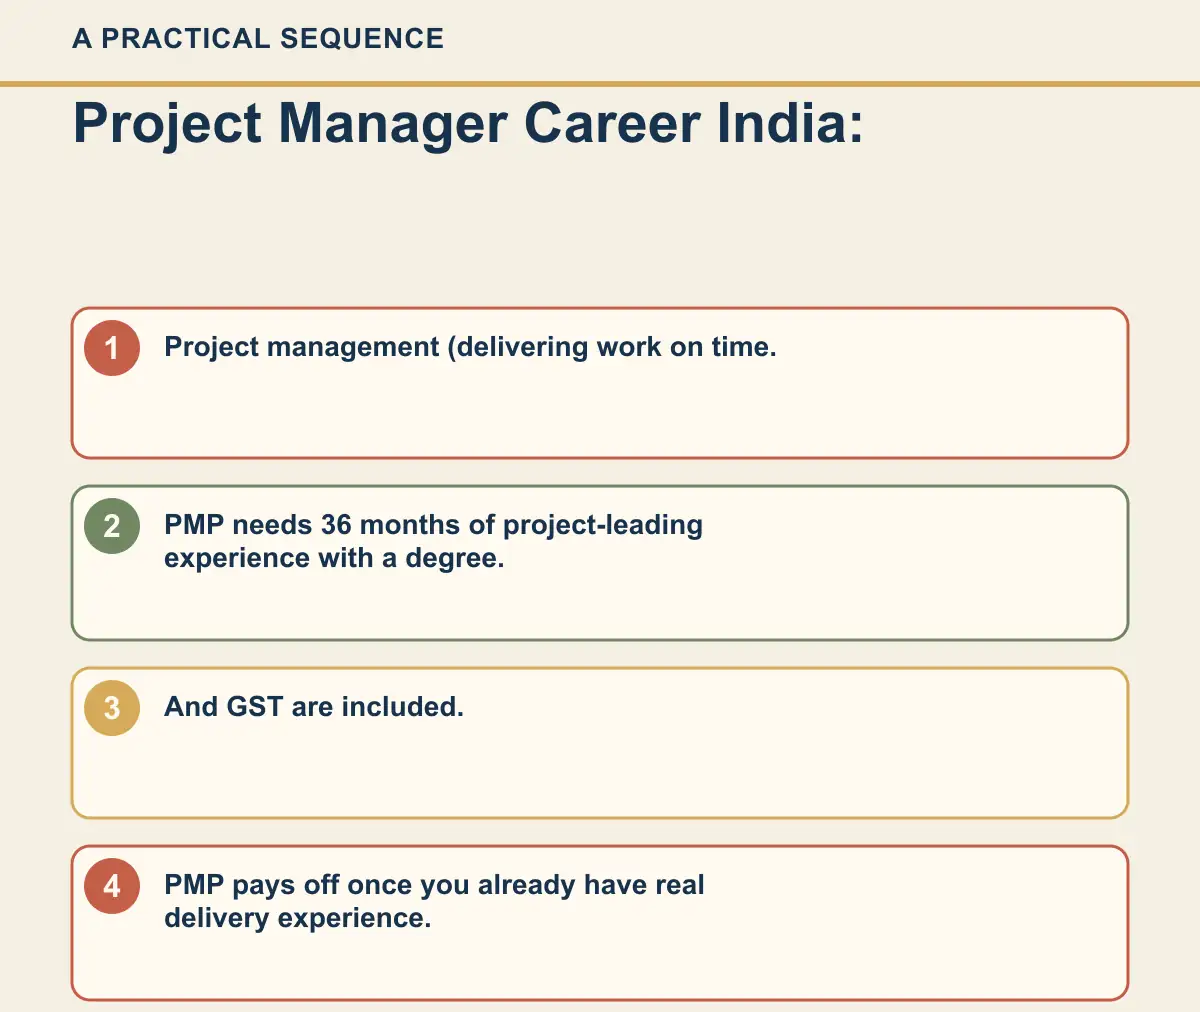 A PRACTICAL SEQUENCE
Project Manager Career India:
1
Project management (delivering work on time.
2
PMP needs 36 months of project-leading
experience with a degree.
3
And GST are included.
4
PMP pays off once you already have real
delivery experience.